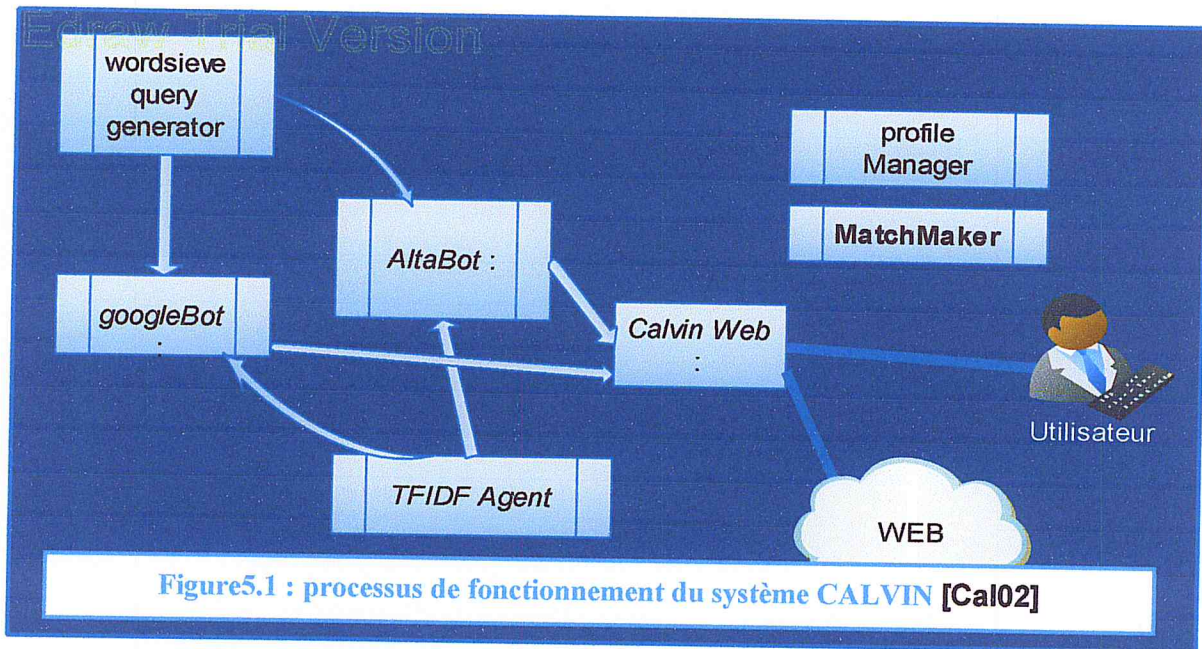 Edraw Trial Version
wordsieve
query
generator
profile
Manager
MatchMaker
AltaBot :
googleBot
:
Calvin Web
:
Utilisateur
TFIDF Agent
WEB
Figure5.1 : processus de fonctionnement du système CALVIN [Cal02]